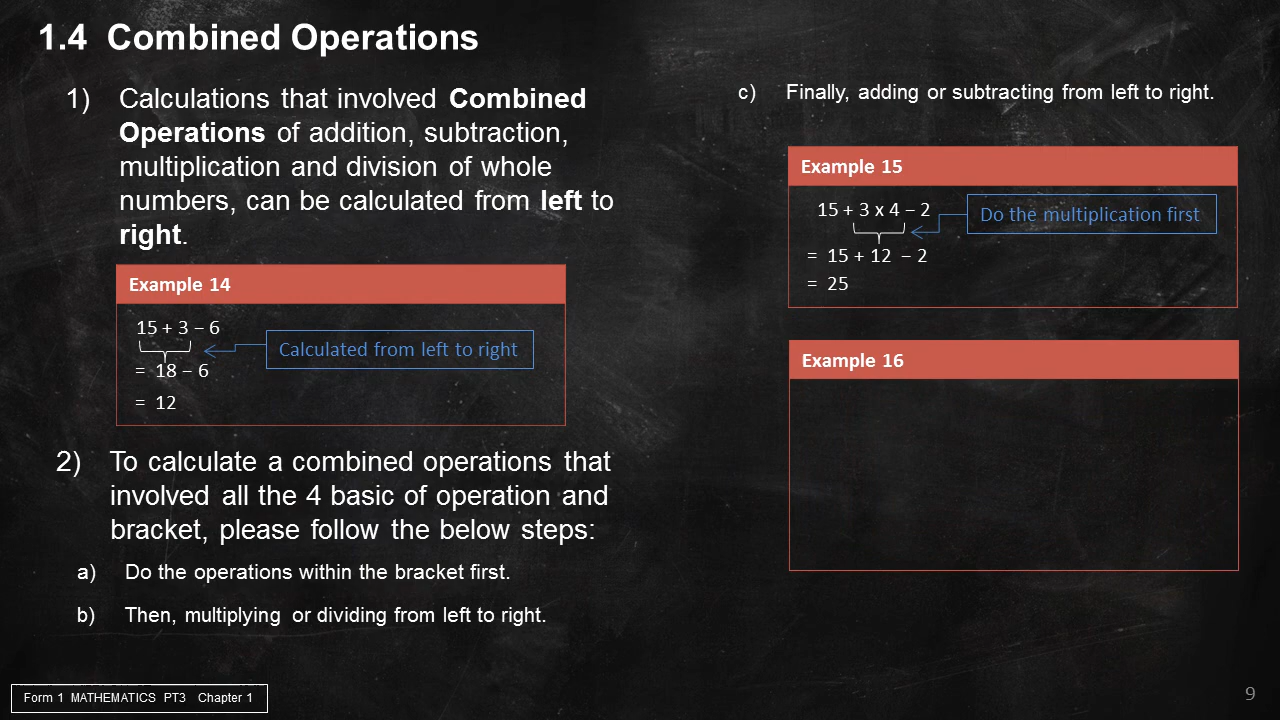 1.4 Combined Operations
1) Calculations that involved Combined
Operations of addition, subtraction,
multiplication and division of whole
numbers, can be calculated from left to
right.
Example 14
15 + 3 – 6
Calculated from left to right
= 18 – 6
= 12
2) To calculate a combined operations that
involved all the 4 basic of operation and
bracket, please follow the below steps:
a) Do the operations within the bracket first.
b) Then, multiplying or dividing from left to right.
c) Finally, adding or subtracting from left to right.
Example 15
15 + 3 x 4 – 2
Do the multiplication first
= 15 + 12 – 2
= 25
Example 16
Form 1 MATHEMATICS PT3 Chapter 1
9